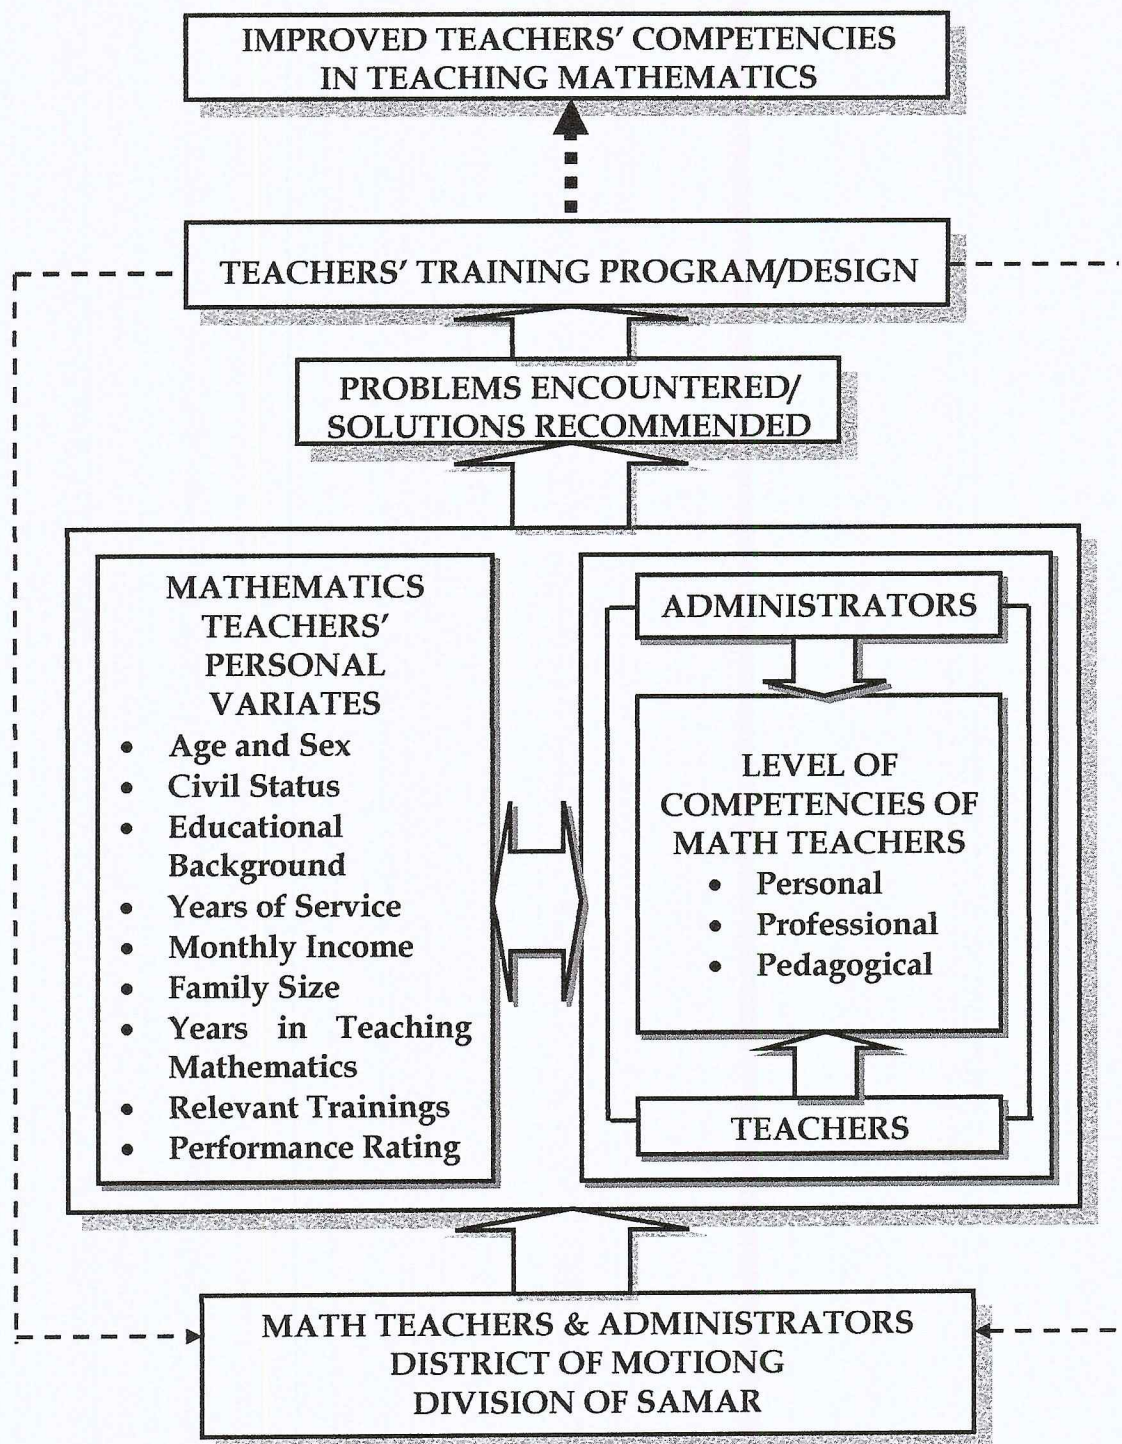 IMPROVED TEACHERS' COMPETENCIES
IN TEACHING MATHEMATICS
TEACHERS' TRAINING PROGRAM/DESIGN
PROBLEMS ENCOUNTERED/
SOLUTIONS RECOMMENDED
MATHEMATICS
TEACHERS'
PERSONAL
VARIATES
• Age and Sex
• Civil Status
• Educational
Background
• Years of Service
• Monthly Income
• Family Size
• Years in Teaching
Mathematics
• Relevant Trainings
• Performance Rating
ADMINISTRATORS
LEVEL OF
COMPETENCIES OF
MATH TEACHERS
• Personal
• Professional
• Pedagogical
TEACHERS
MATH TEACHERS & ADMINISTRATORS
DISTRICT OF MOTIONG
DIVISION OF SAMAR